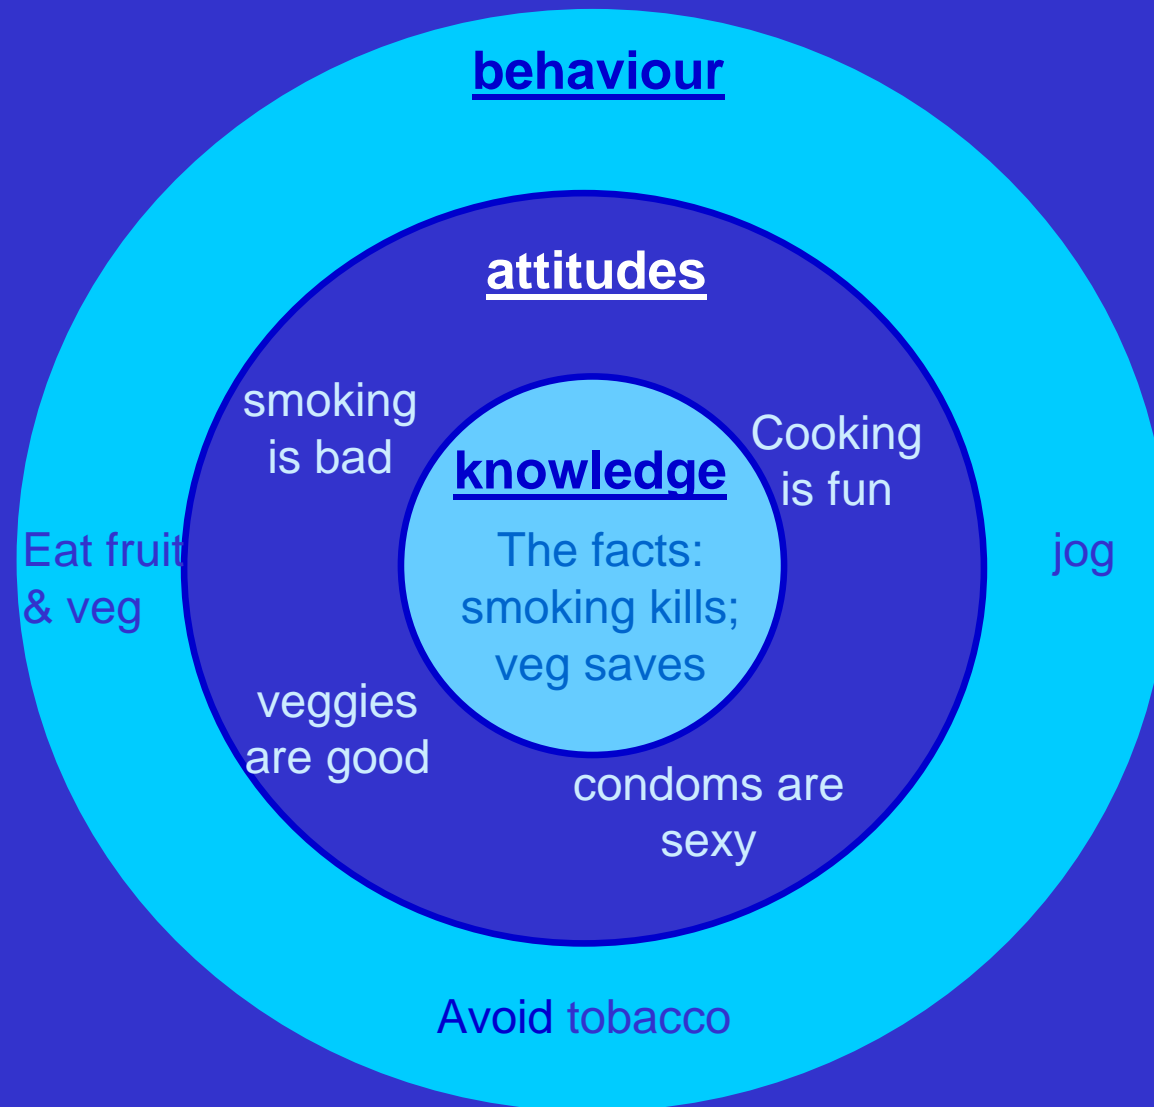 behaviour
attitudes
smoking
is bad
Cooking
is fun
knowledge
The facts:
smoking kills;
veg saves
Eat fruit
& veg
jog
veggies
are good
condoms are
sexy
Avoid tobacco